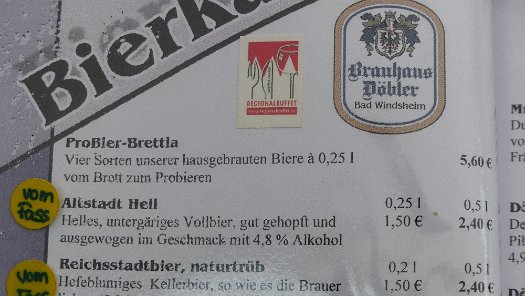 Bierka
REGIONALBUFFET
Brauhaus
Döbler
Bad Windsheim
ProBier-Brettla
Vier Sorten unserer hausgebrauten Biere à 0,25 l 5,60 €
vom Brett zum Probieren
vom Fass
Altstadt Hell 0,25 l 0,5 l
Helles, untergäriges Vollbier, gut gehopft und 1,50 € 2,40 €
ausgewogen im Geschmack mit 4,8 % Alkohol
vom
Reichsstadtbier, naturtrüb 0,2 l 0,5 l
Hefeblumiges Kellerbier, so wie es die Brauer 1,50 € 2,40 €